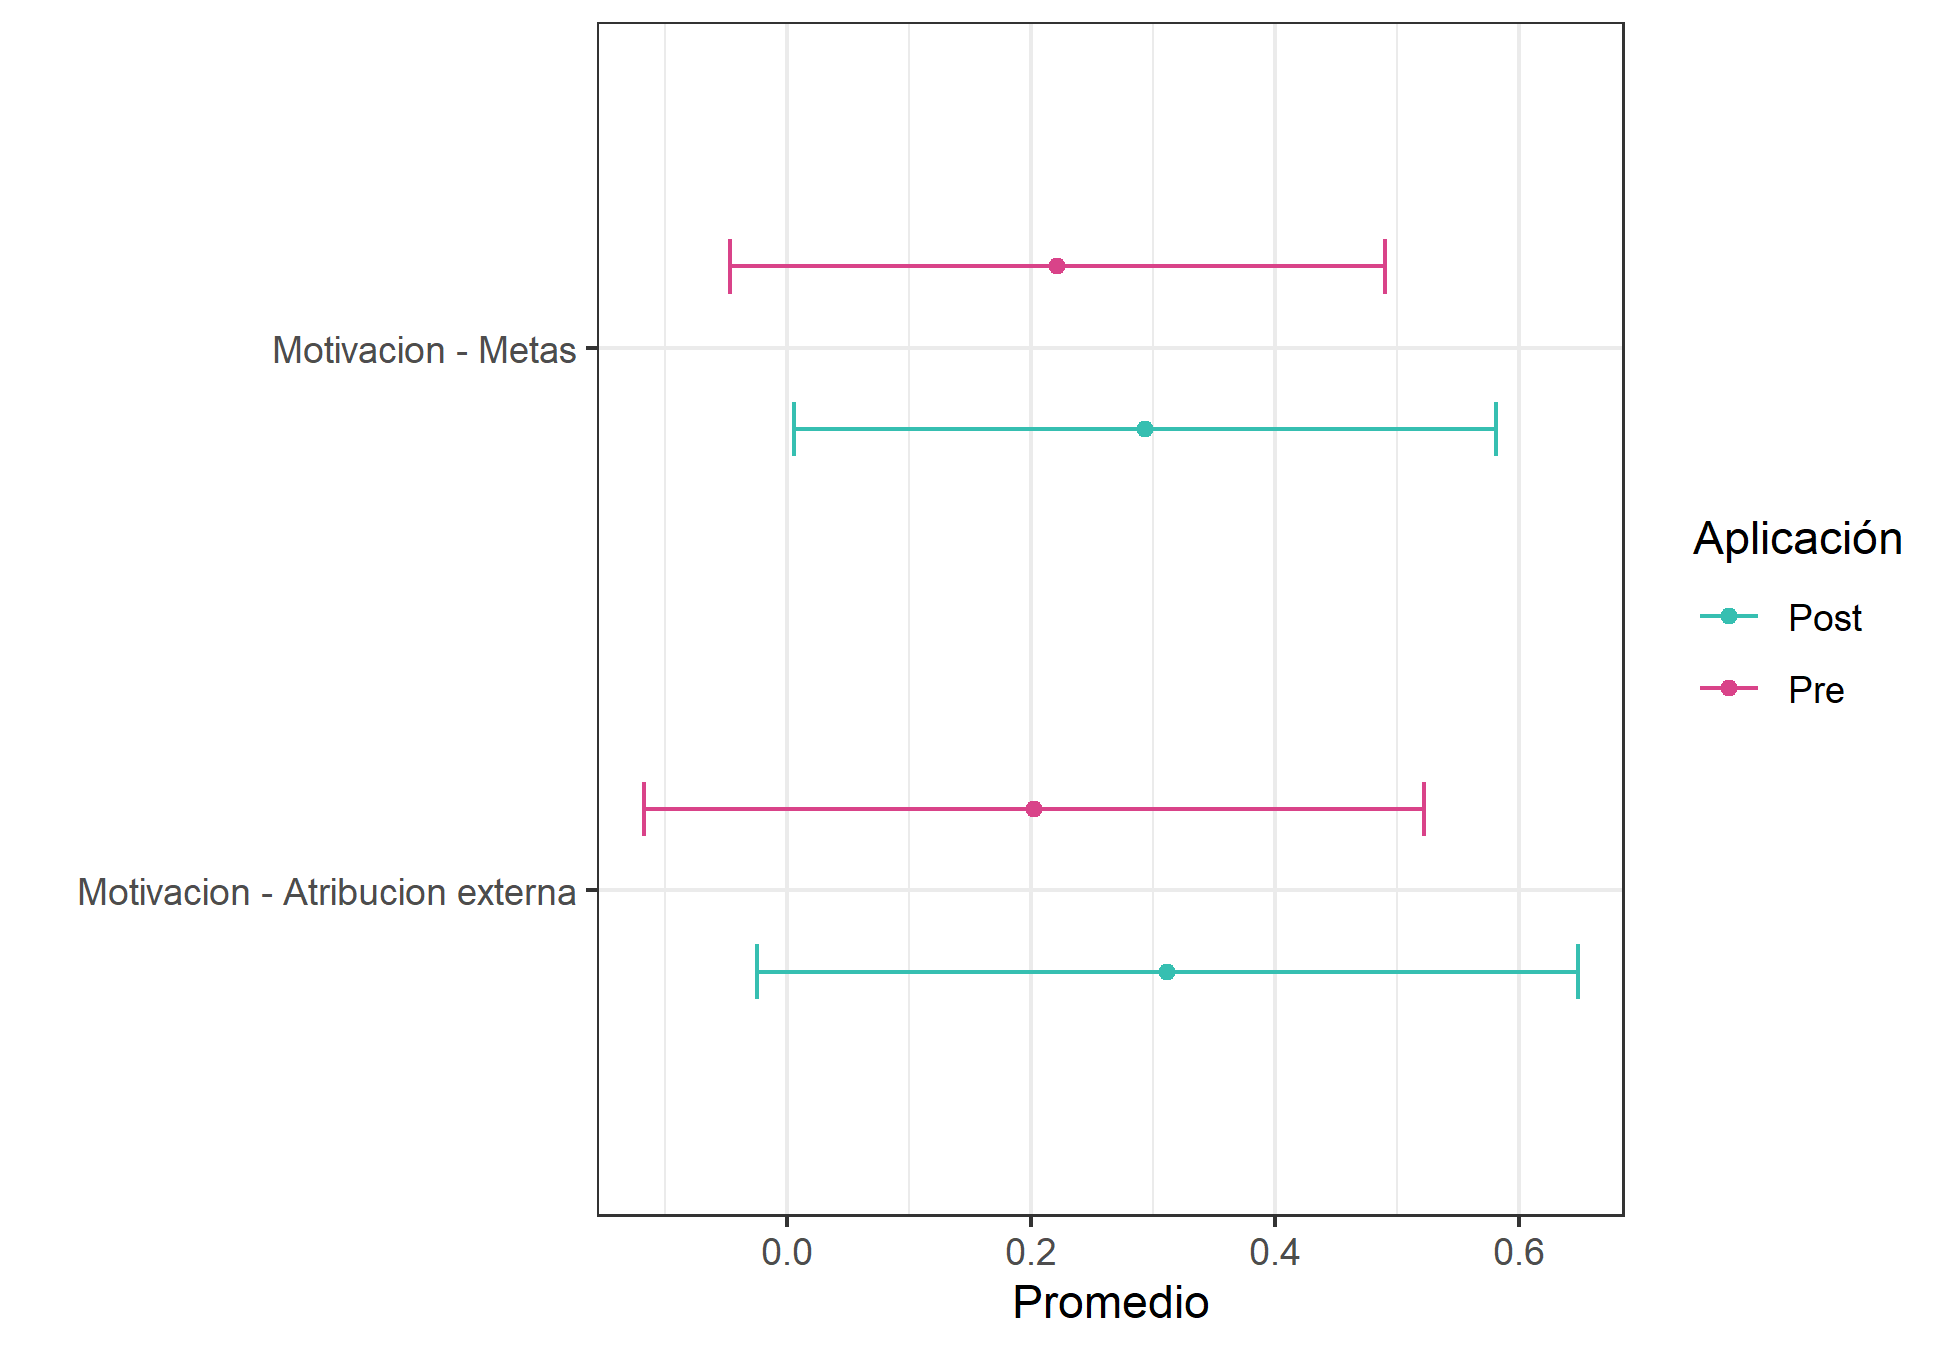 Motivacion - Metas
Motivacion - Atribucion externa
0.0 0.2 0.4 0.6
Promedio
Aplicación
Post
Pre